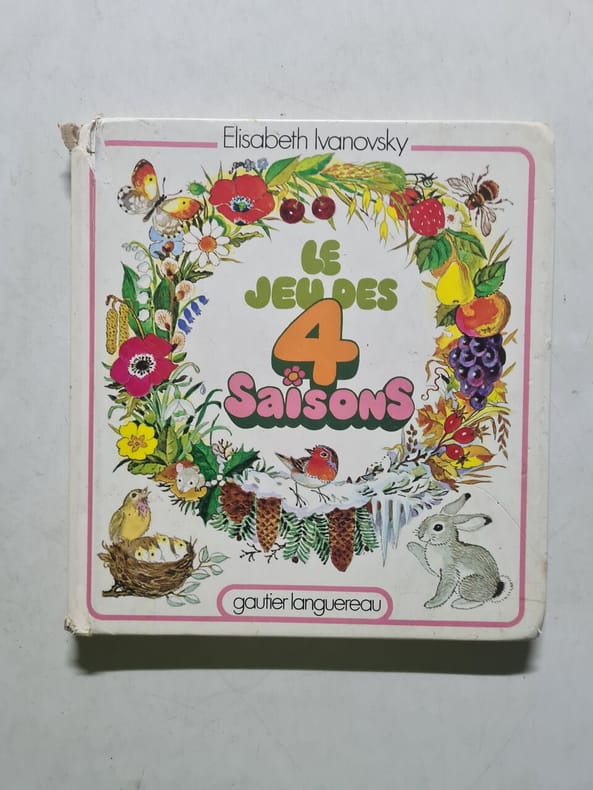 Elisabeth Ivanovsky
LE
JEU DES
4
SaiSONS
gautier languereau